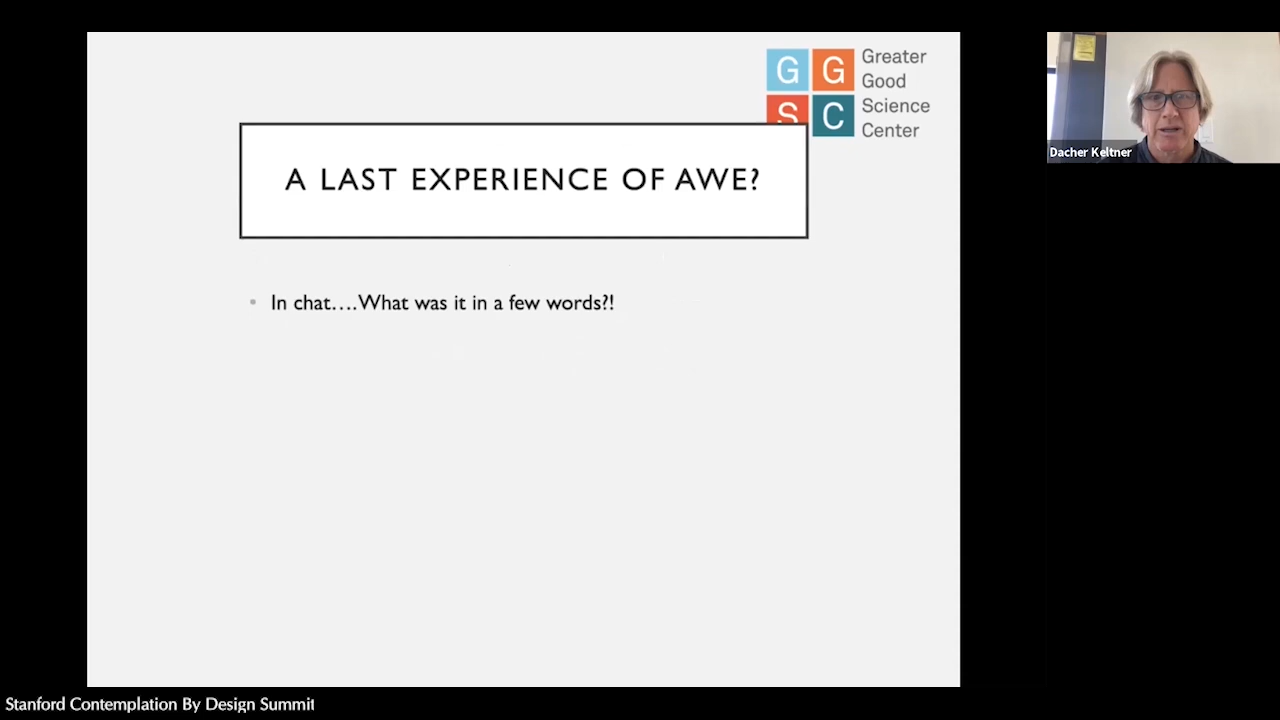 G G
S C
Greater
Good
Science
Center
A LAST EXPERIENCE OF AWE?
• In chat….What was it in a few words?!
Dacher Keltner
Stanford Contemplation By Design Summit